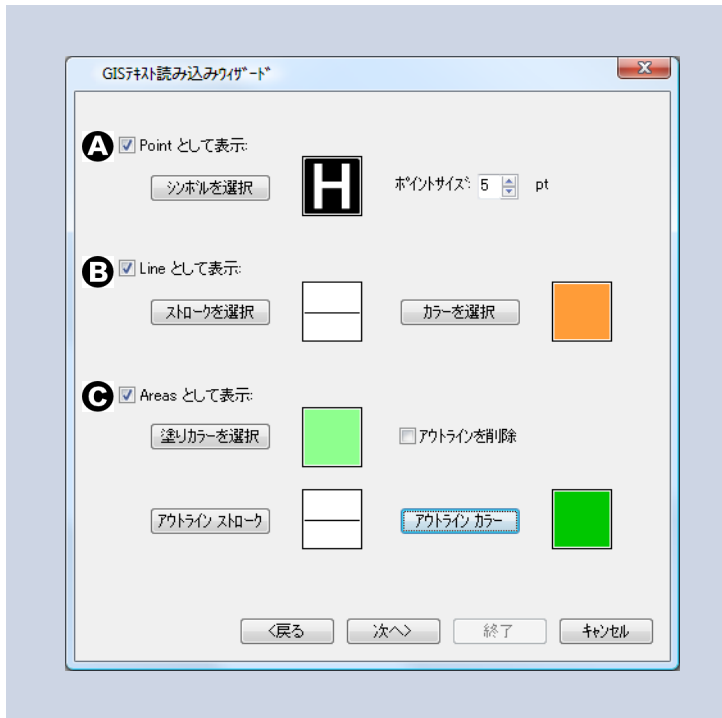 GISﾃｷｽﾄ読み込みｳｨｻﾞｰﾄﾞ
A Point として表示:
シンボルを選択 H ポイントサイズ: 5 pt
B Line として表示:
ストロークを選択 カラーを選択
C Areas として表示:
塗りカラーを選択 アウトラインを削除
アウトライン ストローク アウトライン カラー
<戻る 次へ> 終了 キャンセル